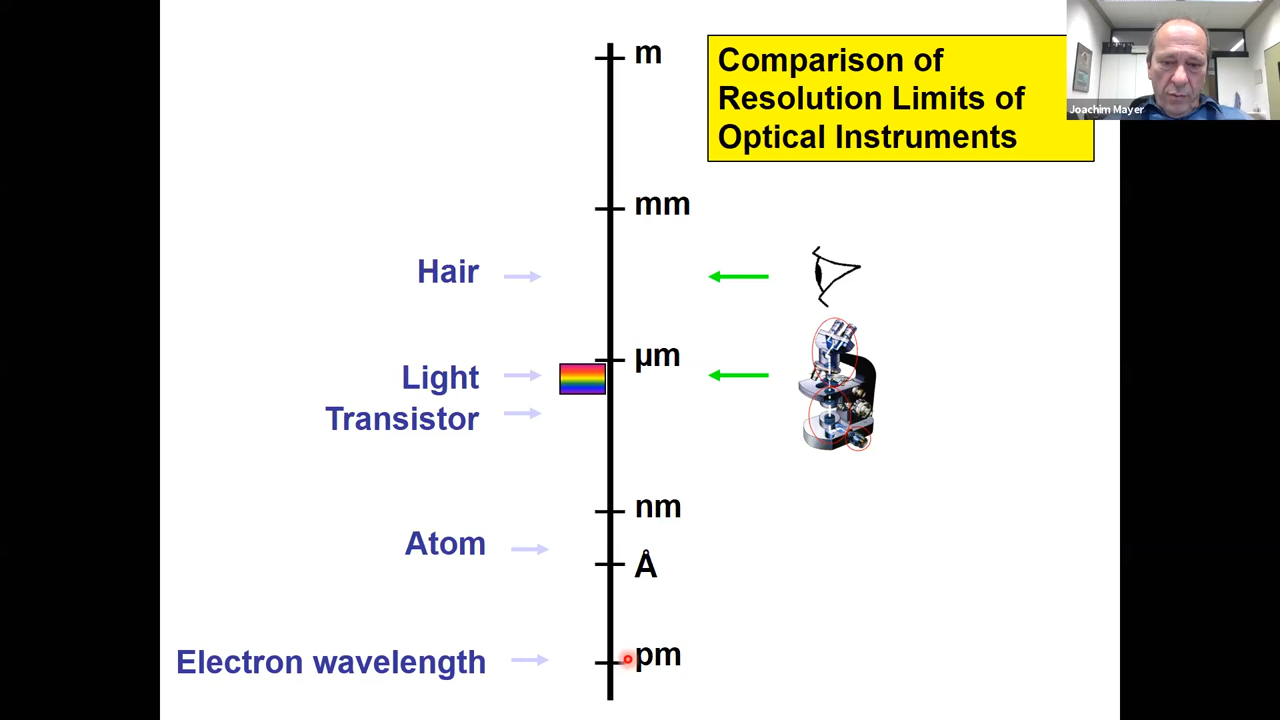 Comparison of
Resolution Limits of
Optical Instruments
Joachim Mayer
m
mm
Hair
µm
Light
Transistor
nm
Atom
Å
Electron wavelength
pm